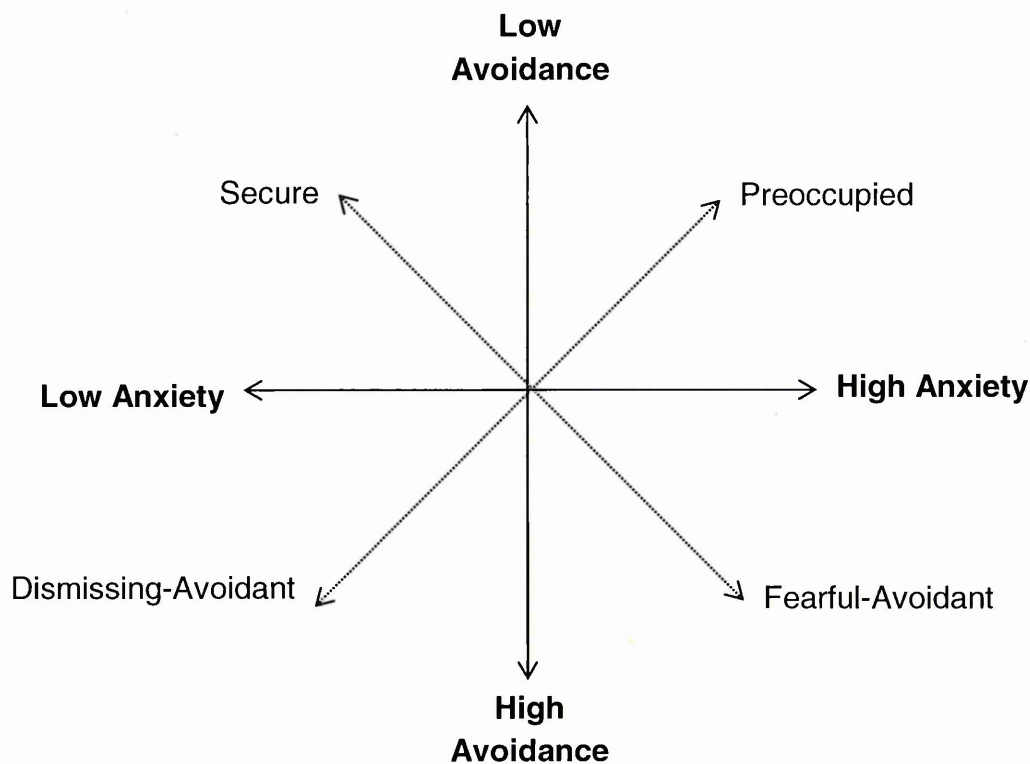 Low
Avoidance
Secure
Preoccupied
Low Anxiety
High Anxiety
Dismissing-Avoidant
Fearful-Avoidant
High
Avoidance